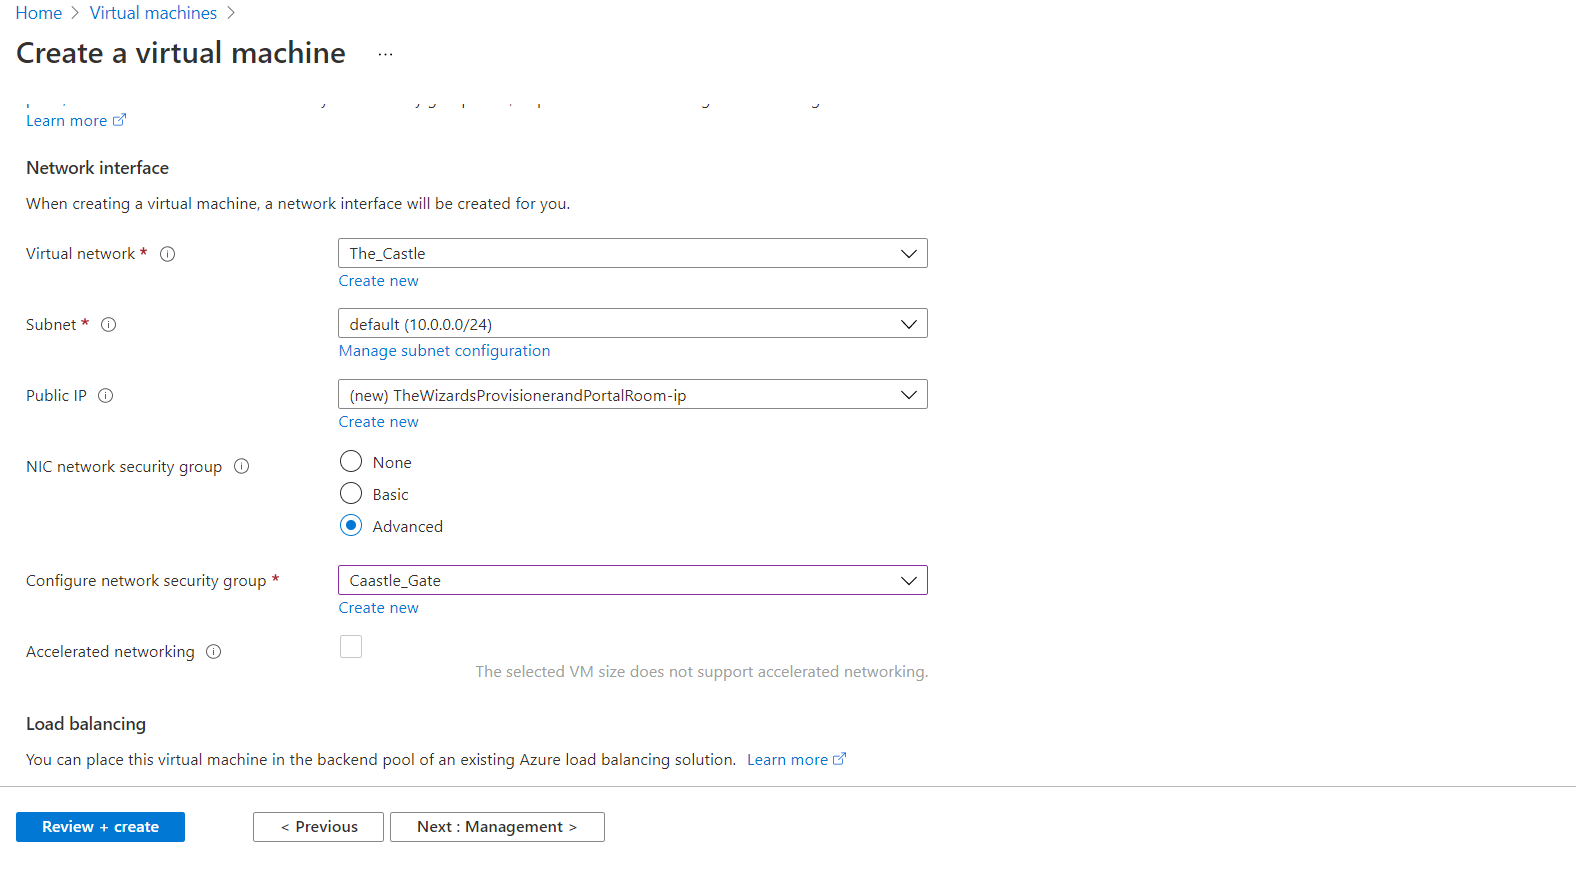 Home > Virtual machines >
Create a virtual machine ...
Learn more
Network interface
When creating a virtual machine, a network interface will be created for you.
Virtual network *
The_Castle
Create new
Subnet *
default (10.0.0.0/24)
Manage subnet configuration
Public IP
(new) TheWizardsProvisionerandPortalRoom-ip
Create new
NIC network security group
None
Basic
Advanced
Configure network security group *
Caastle_Gate
Create new
Accelerated networking
The selected VM size does not support accelerated networking.
Load balancing
You can place this virtual machine in the backend pool of an existing Azure load balancing solution. Learn more
Review + create
< Previous
Next : Management >